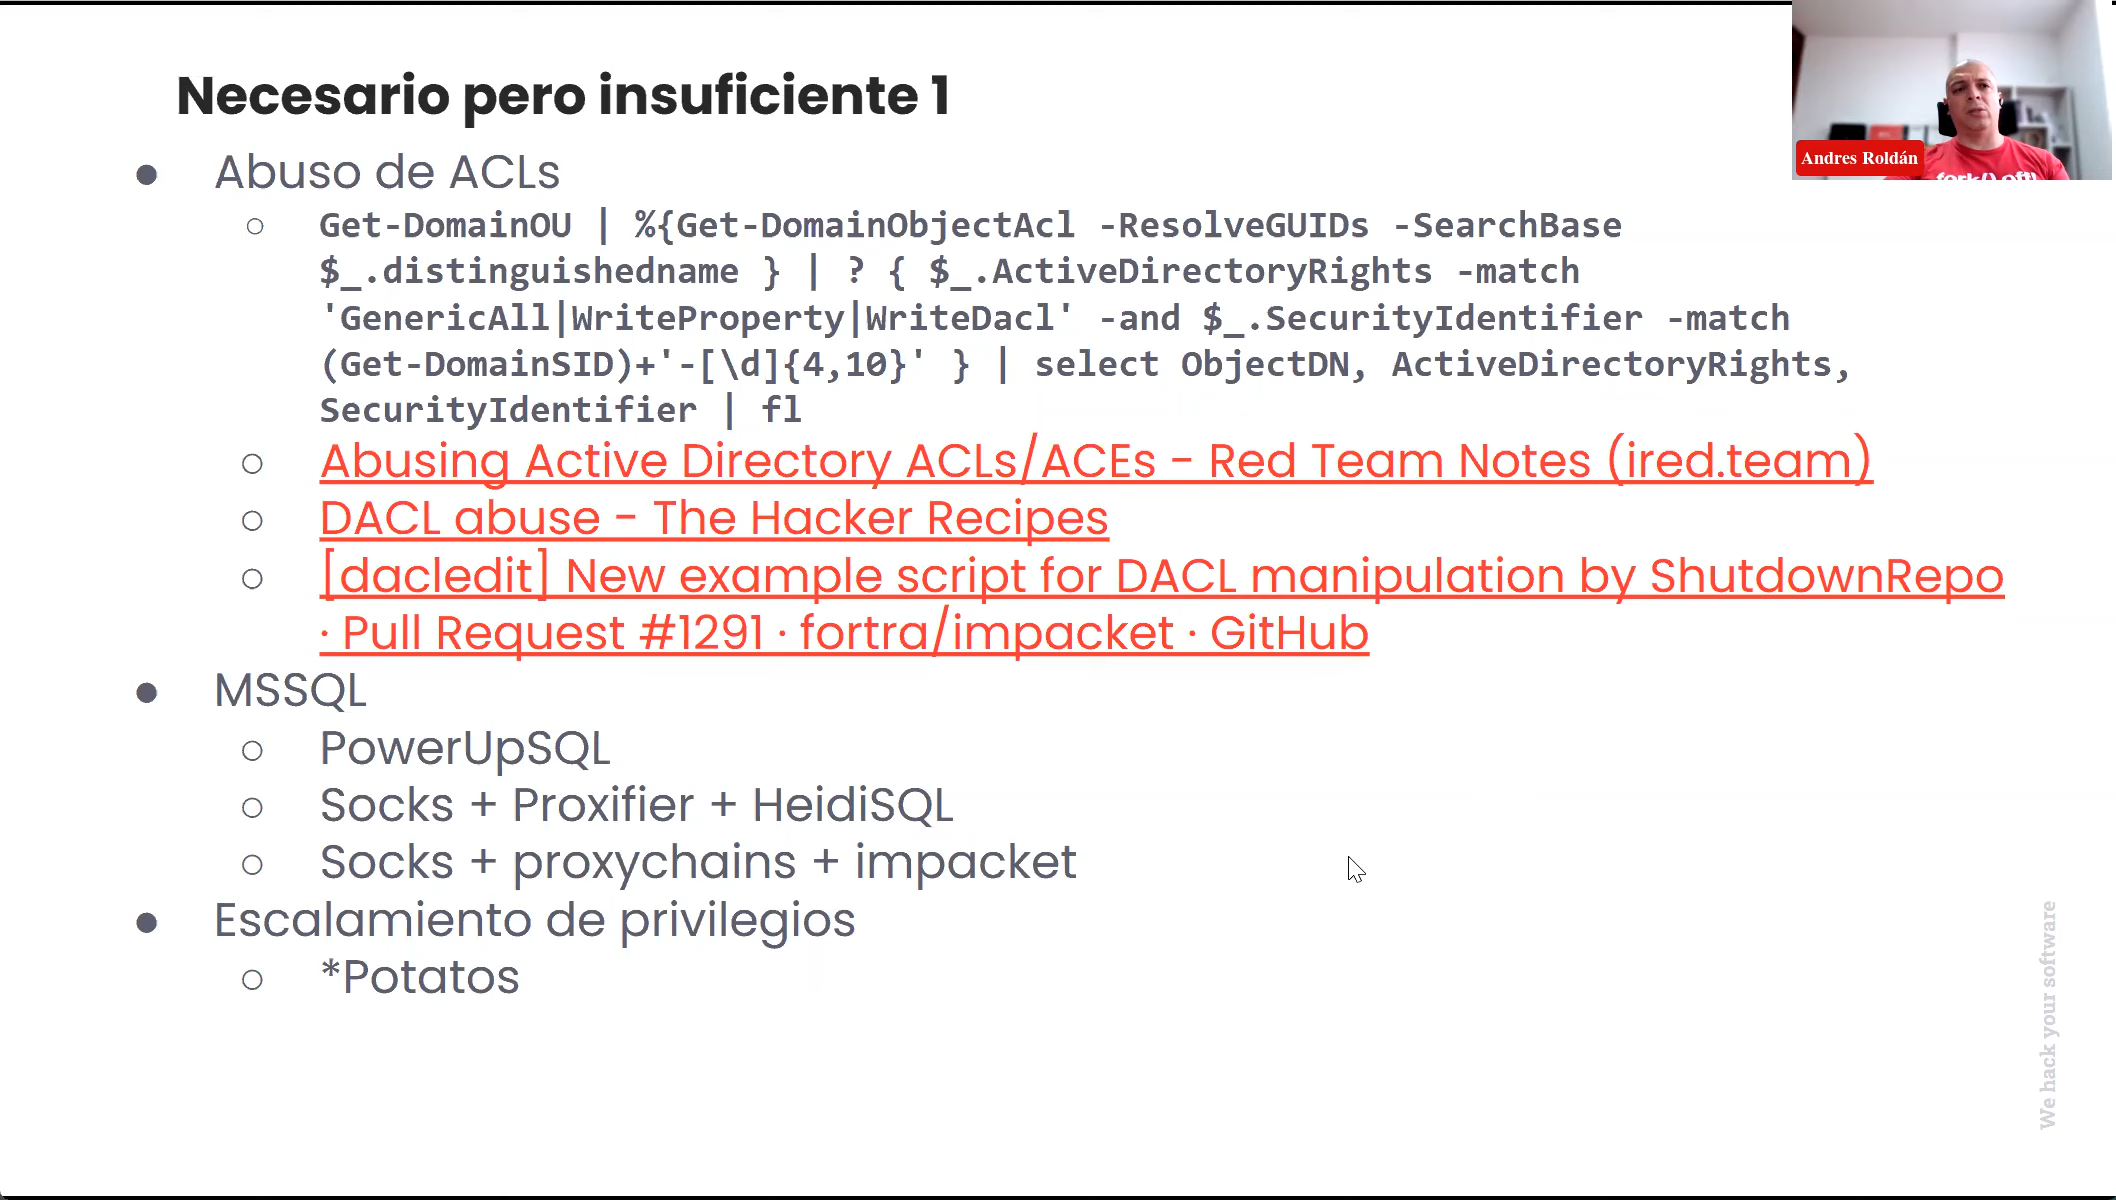 Necesario pero insuficiente 1
Andres Roldán
● Abuso de ACLs
○ Get-DomainOU | %{Get-DomainObjectAcl -ResolveGUIDs -SearchBase
$_.distinguishedname } | ? { $_.ActiveDirectoryRights -match
'GenericAll|WriteProperty|WriteDacl' -and $_.SecurityIdentifier -match
(Get-DomainSID)+'-[\d]{4,10}' } | select ObjectDN, ActiveDirectoryRights,
SecurityIdentifier | fl
○ Abusing Active Directory ACLs/ACEs - Red Team Notes (ired.team)
○ DACL abuse - The Hacker Recipes
○ [dacledit] New example script for DACL manipulation by ShutdownRepo
· Pull Request #1291 · fortra/impacket · GitHub
● MSSQL
○ PowerUpSQL
○ Socks + Proxifier + HeidiSQL
○ Socks + proxychains + impacket
● Escalamiento de privilegios
○ *Potatos
We hack your software